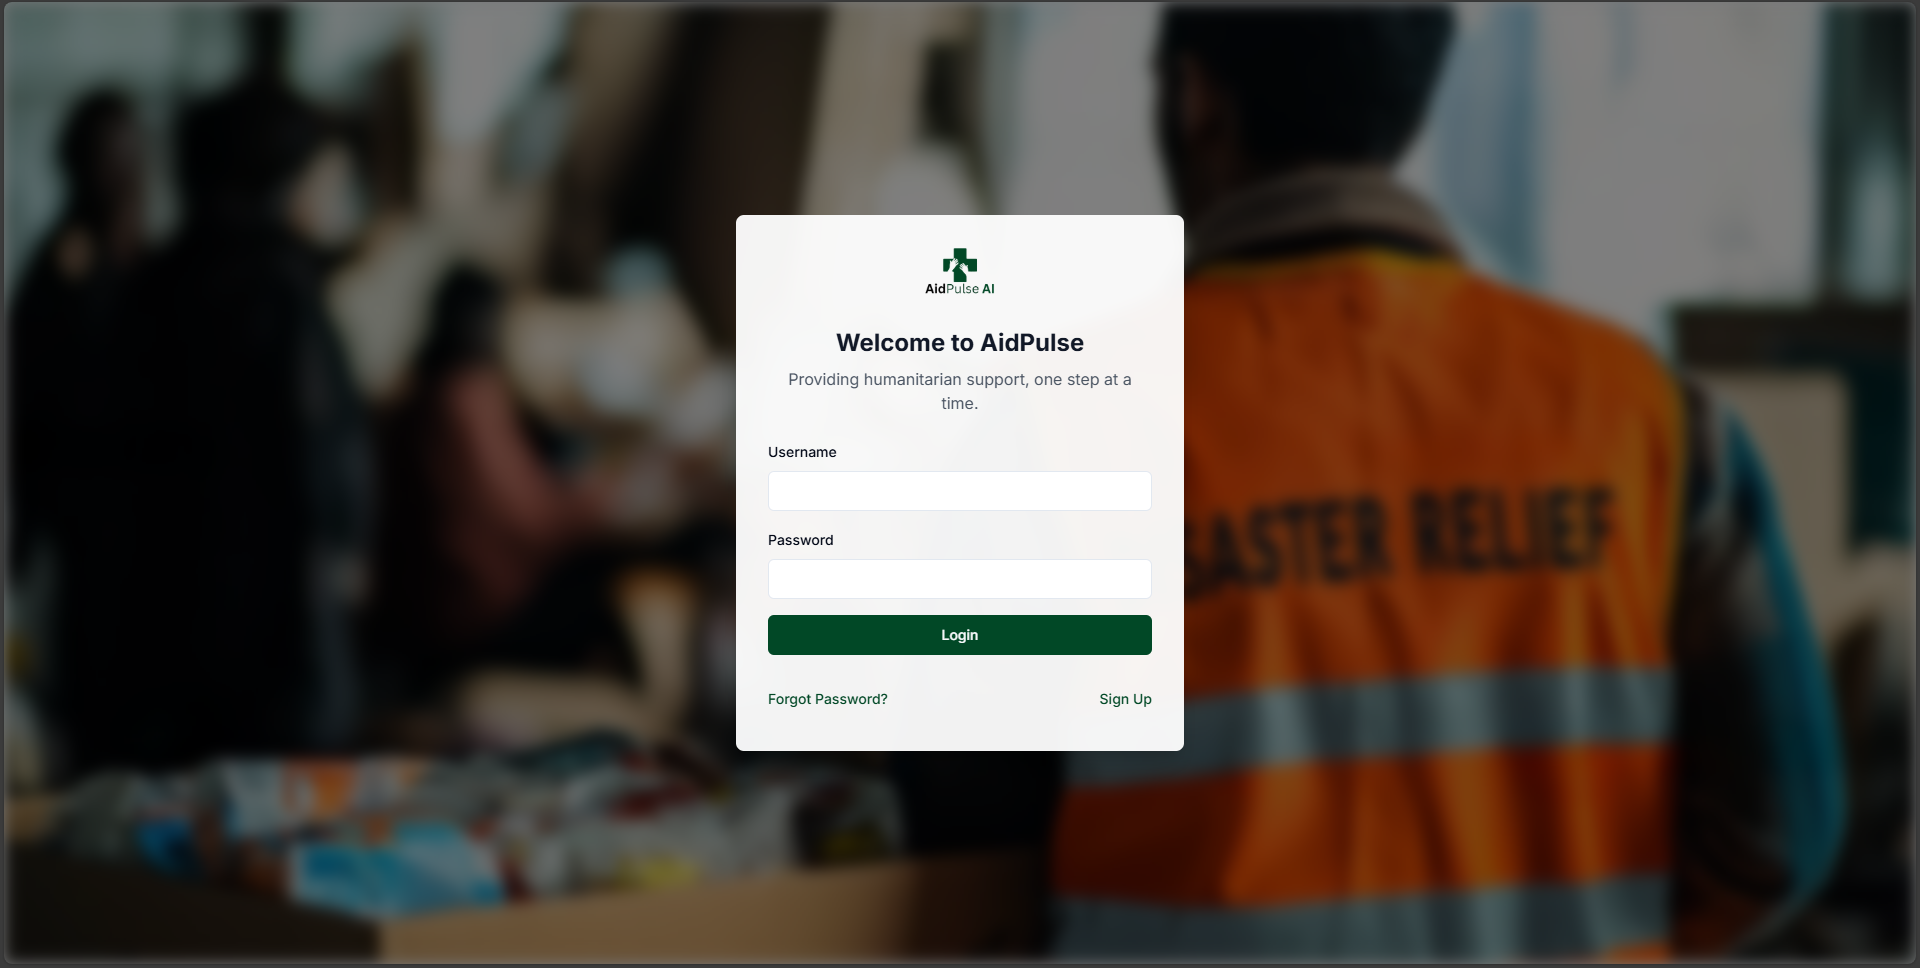 AidPulse AI
Welcome to AidPulse
Providing humanitarian support, one step at a
time.
Username
Password
Login
Forgot Password?
Sign Up
ASTER RELIEF